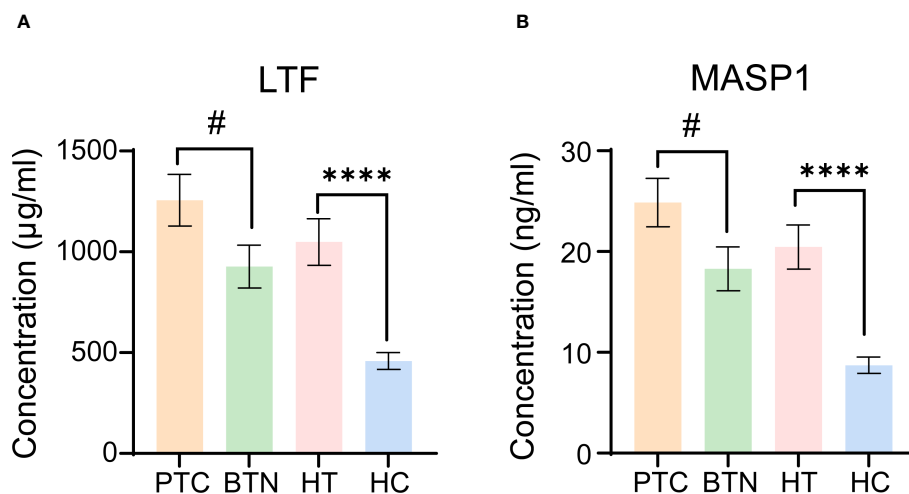 A
LTF
#
****
Concentration (µg/ml)
1500
1000
500
0
PTC BTN HT HC
B
MASP1
#
****
Concentration (ng/ml)
30
20
10
0
PTC BTN HT HC